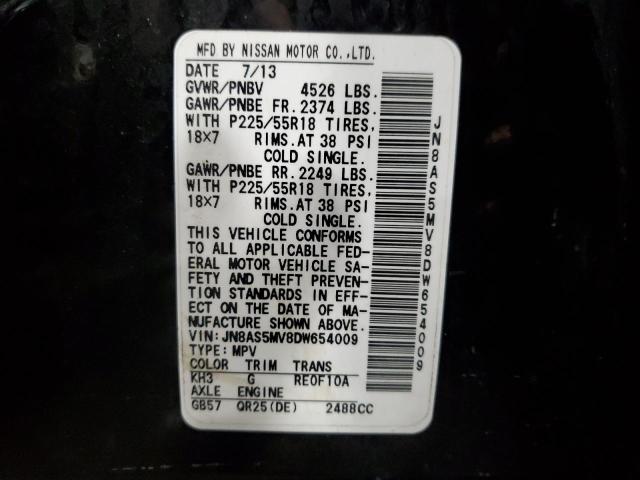 MFD BY NISSAN MOTOR CO.,LTD.
DATE 7/13
GVWR/PNBV 4526 LBS.
GAWR/PNBE FR. 2374 LBS.
WITH P225/55R18 TIRES,
18X7 RIMS. AT 38 PSI
COLD SINGLE.
GAWR/PNBE RR. 2249 LBS.
WITH P225/55R18 TIRES,
18X7 RIMS. AT 38 PSI
COLD SINGLE.
THIS VEHICLE CONFORMS
TO ALL APPLICABLE FED-
ERAL MOTOR VEHICLE SA-
FETY AND THEFT PREVEN-
TION STANDARDS IN EFF-
ECT ON THE DATE OF MA-
NUFACTURE SHOWN ABOVE.
VIN: JN8AS5MV8DW654009
TYPE: MPV
COLOR TRIM TRANS
KH3 G RE0F10A
AXLE ENGINE
GB57 QR25(DE) 2488CC
JN8AS5MV8DW654009